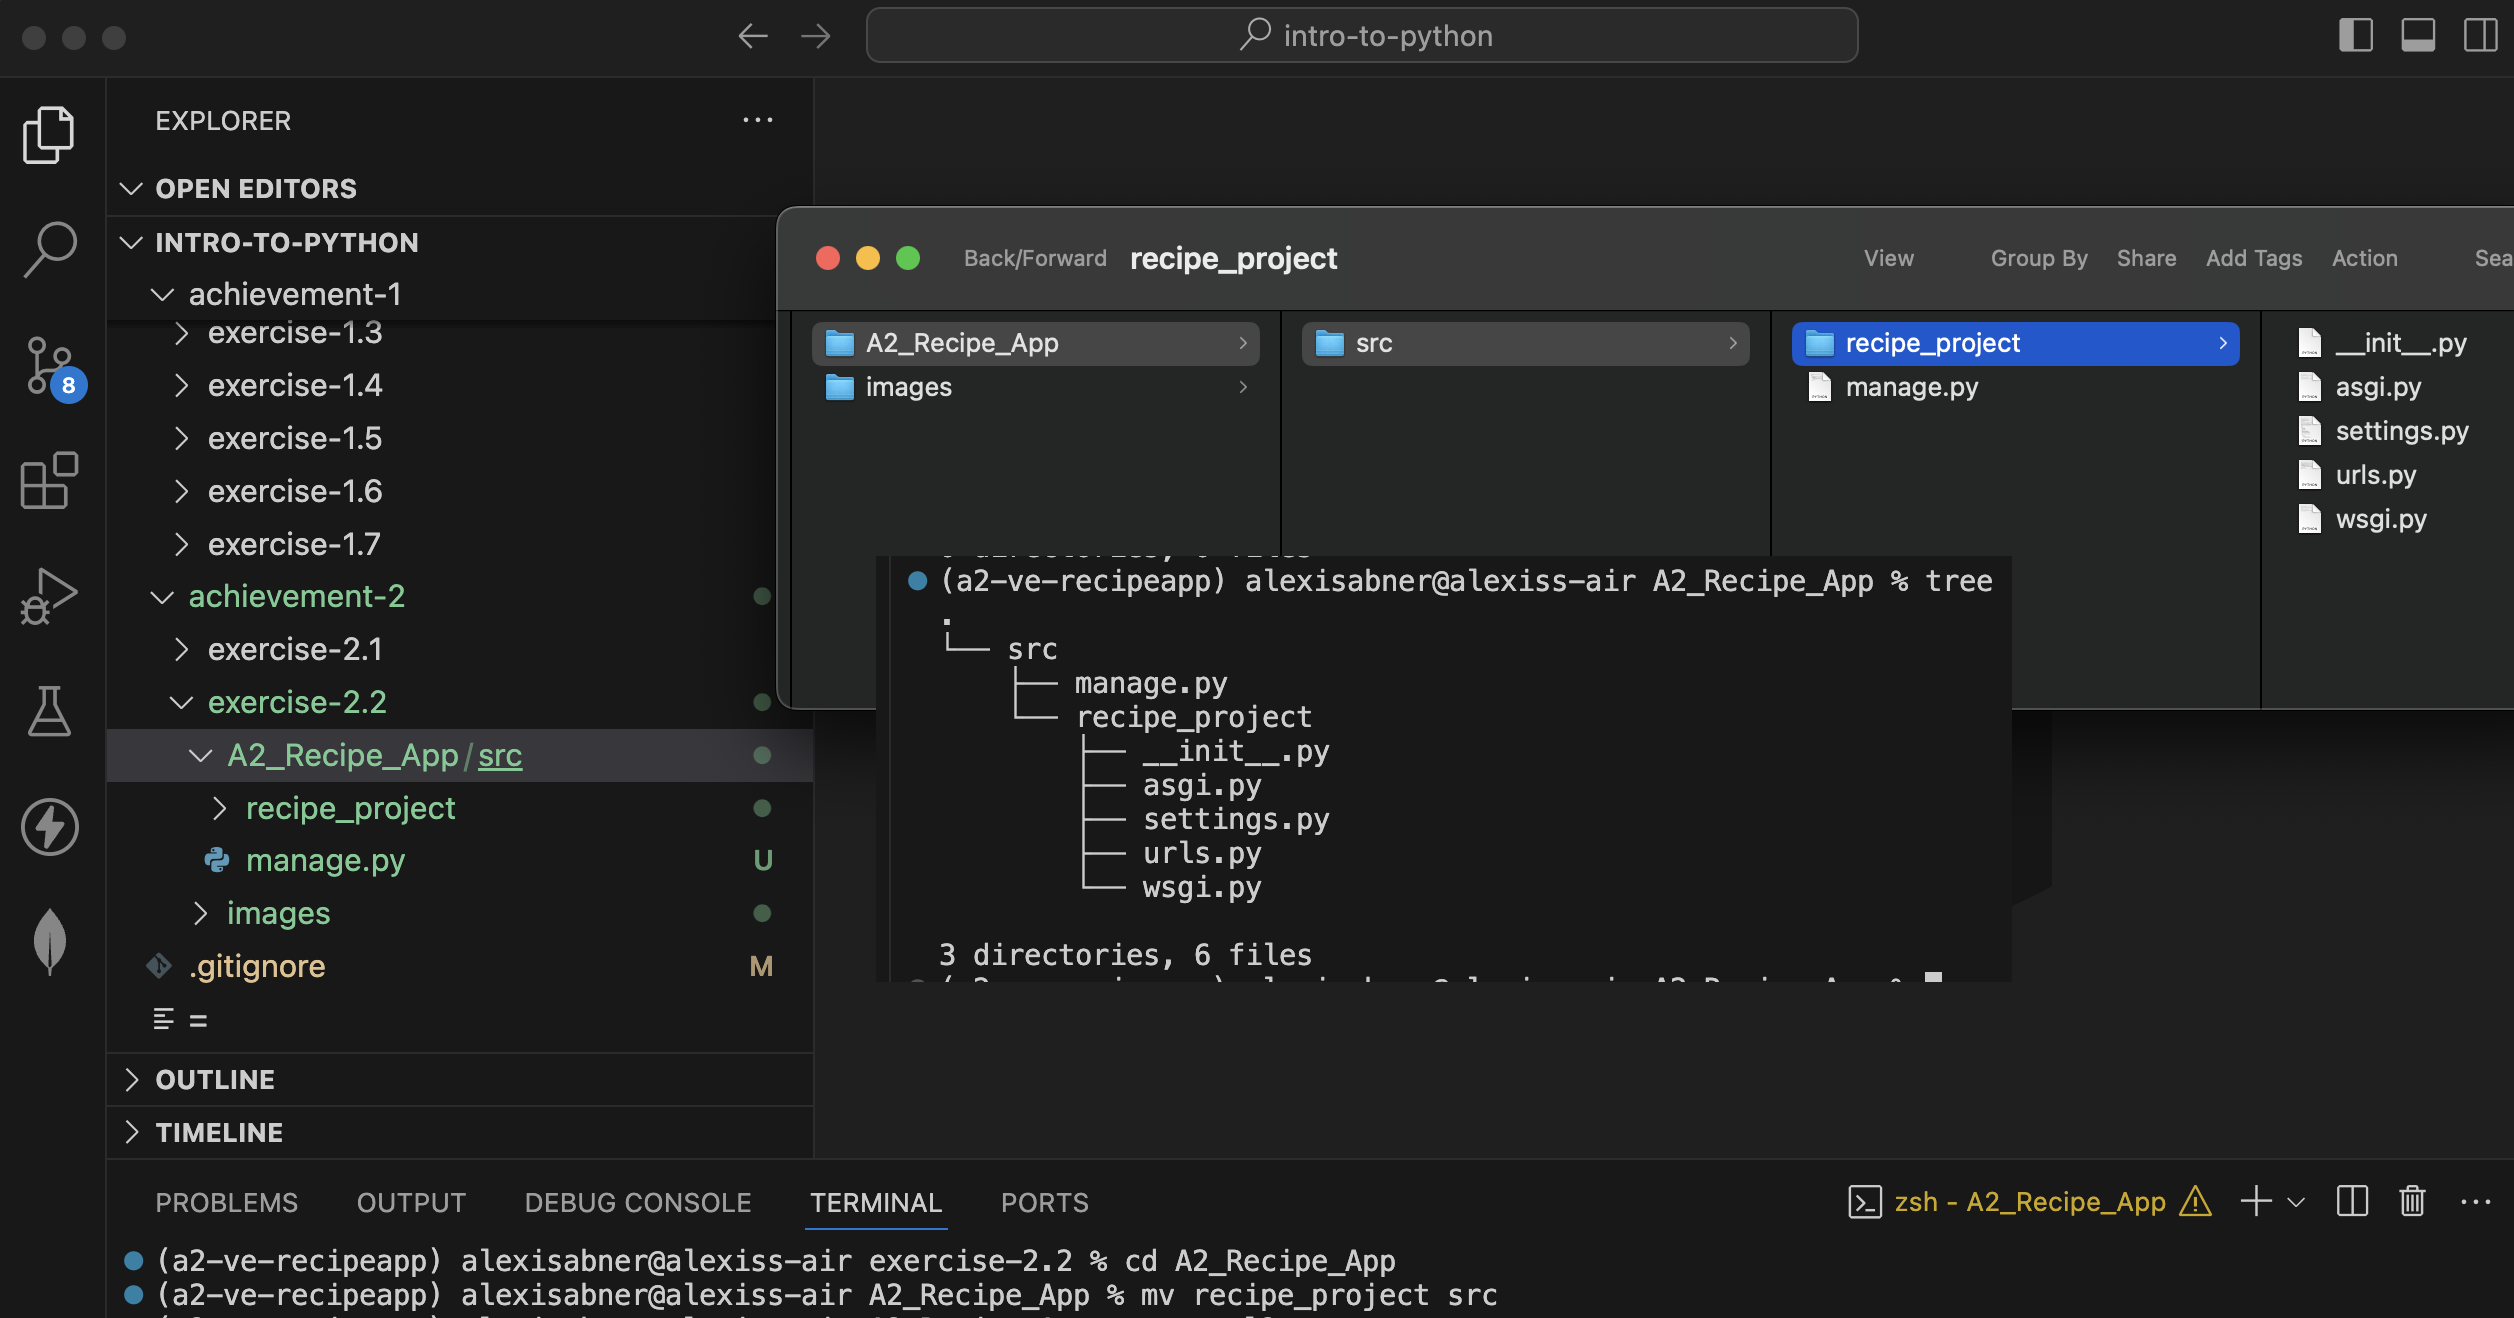 intro-to-python
EXPLORER
OPEN EDITORS
INTRO-TO-PYTHON
achievement-1
exercise-1.3
exercise-1.4
exercise-1.5
exercise-1.6
exercise-1.7
achievement-2
exercise-2.1
exercise-2.2
A2_Recipe_App / src
recipe_project
manage.py U
images
.gitignore M
=
OUTLINE
TIMELINE
8
Back/Forward recipe_project View Group By Share Add Tags Action Sea
A2_Recipe_App
images
src
recipe_project
manage.py
__init__.py
asgi.py
settings.py
urls.py
wsgi.py
(a2-ve-recipeapp) alexisabner@alexiss-air A2_Recipe_App % tree
.
└── src
├── manage.py
└── recipe_project
├── __init__.py
├── asgi.py
├── settings.py
├── urls.py
└── wsgi.py
3 directories, 6 files
PROBLEMS OUTPUT DEBUG CONSOLE TERMINAL PORTS
zsh - A2_Recipe_App
(a2-ve-recipeapp) alexisabner@alexiss-air exercise-2.2 % cd A2_Recipe_App
(a2-ve-recipeapp) alexisabner@alexiss-air A2_Recipe_App % mv recipe_project src